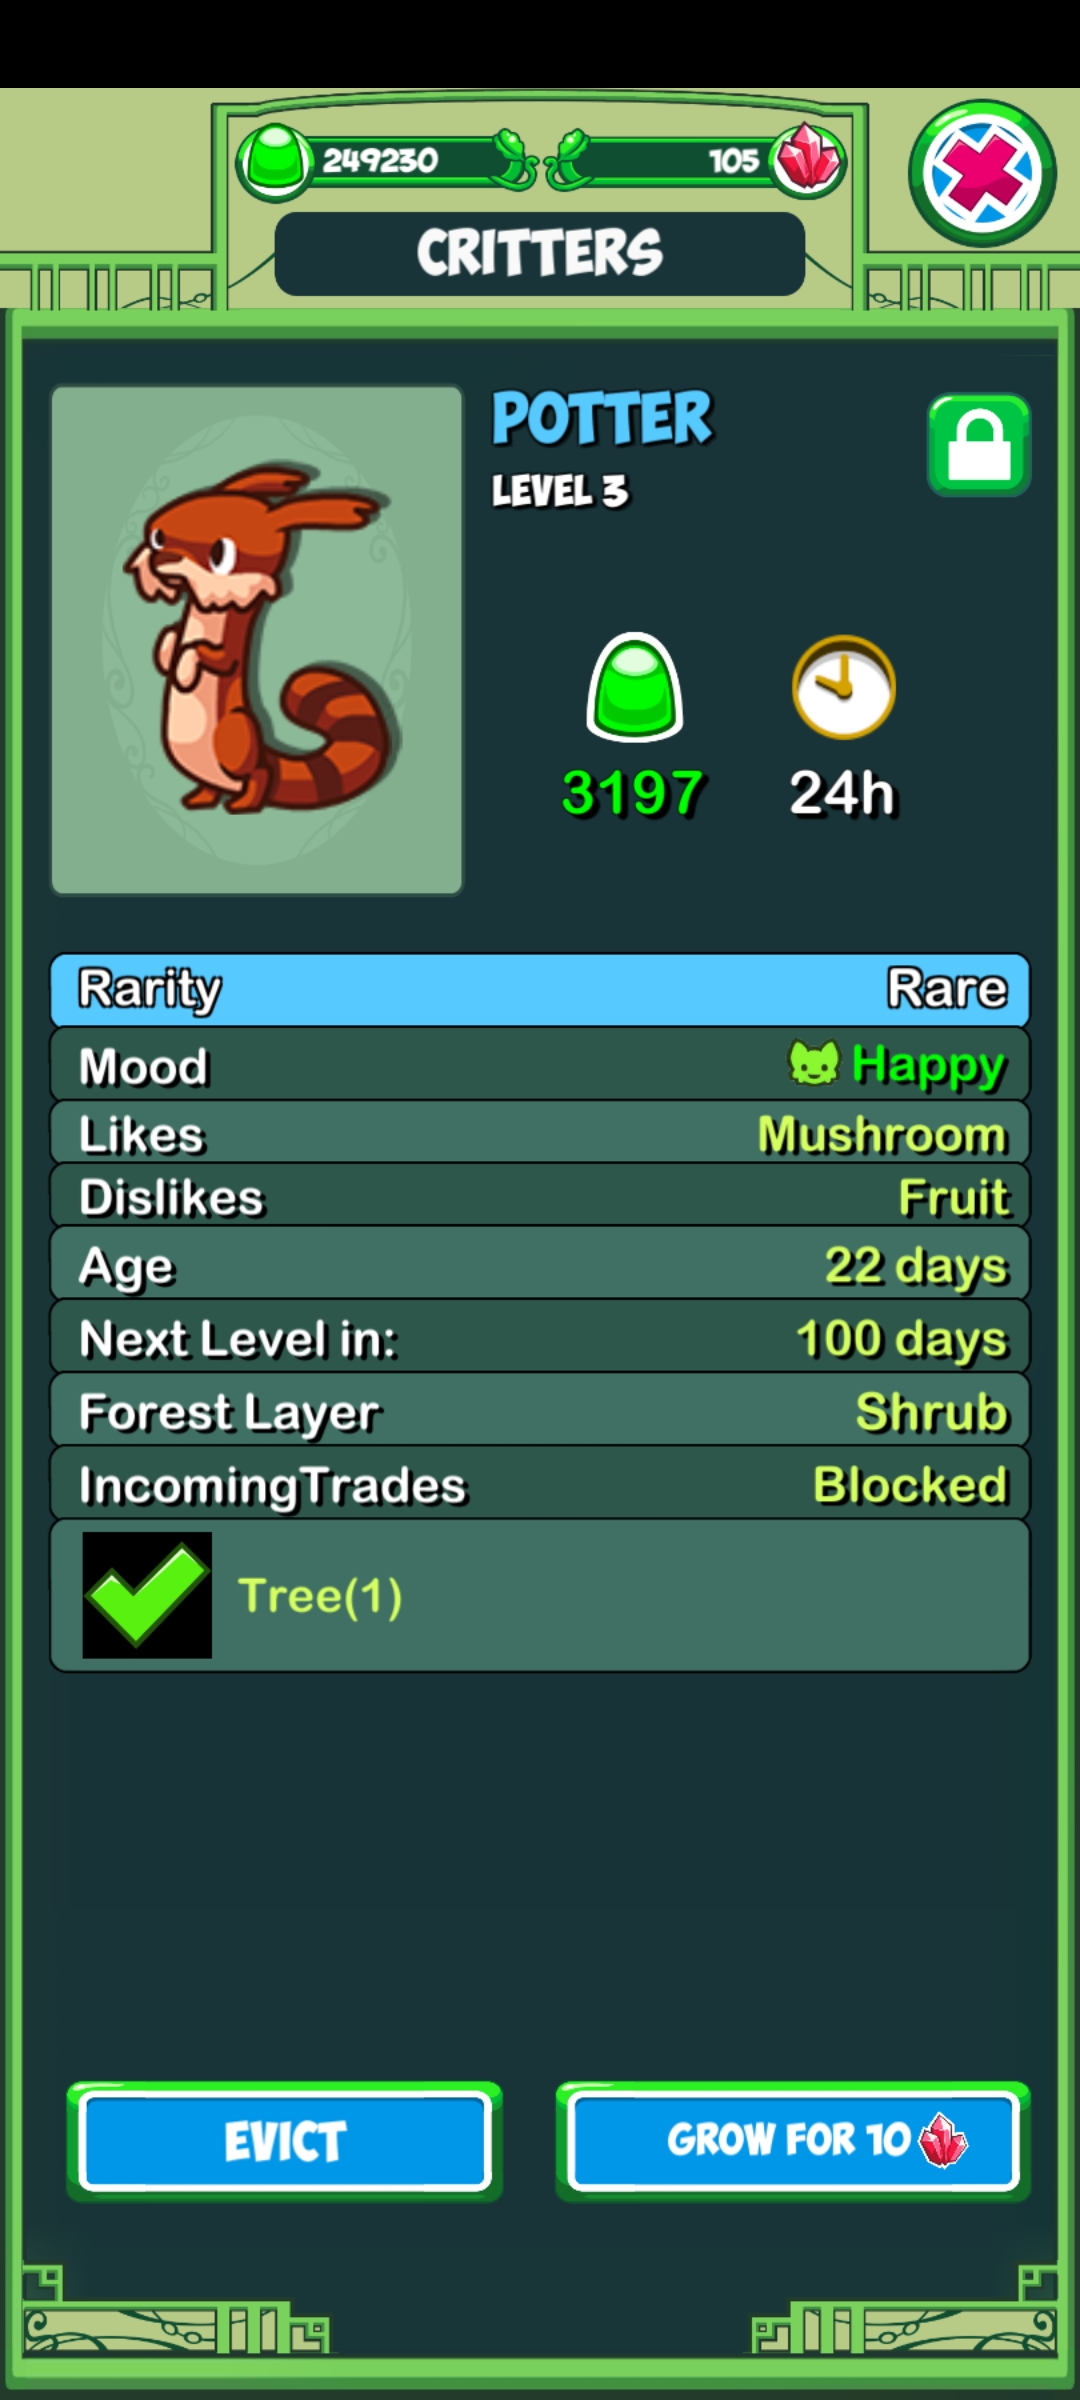 249230
105
CRITTERS
POTTER
LEVEL 3
3197
24h
Rarity Rare
Mood Happy
Likes Mushroom
Dislikes Fruit
Age 22 days
Next Level in: 100 days
Forest Layer Shrub
IncomingTrades Blocked
Tree(1)
EVICT
GROW FOR 10